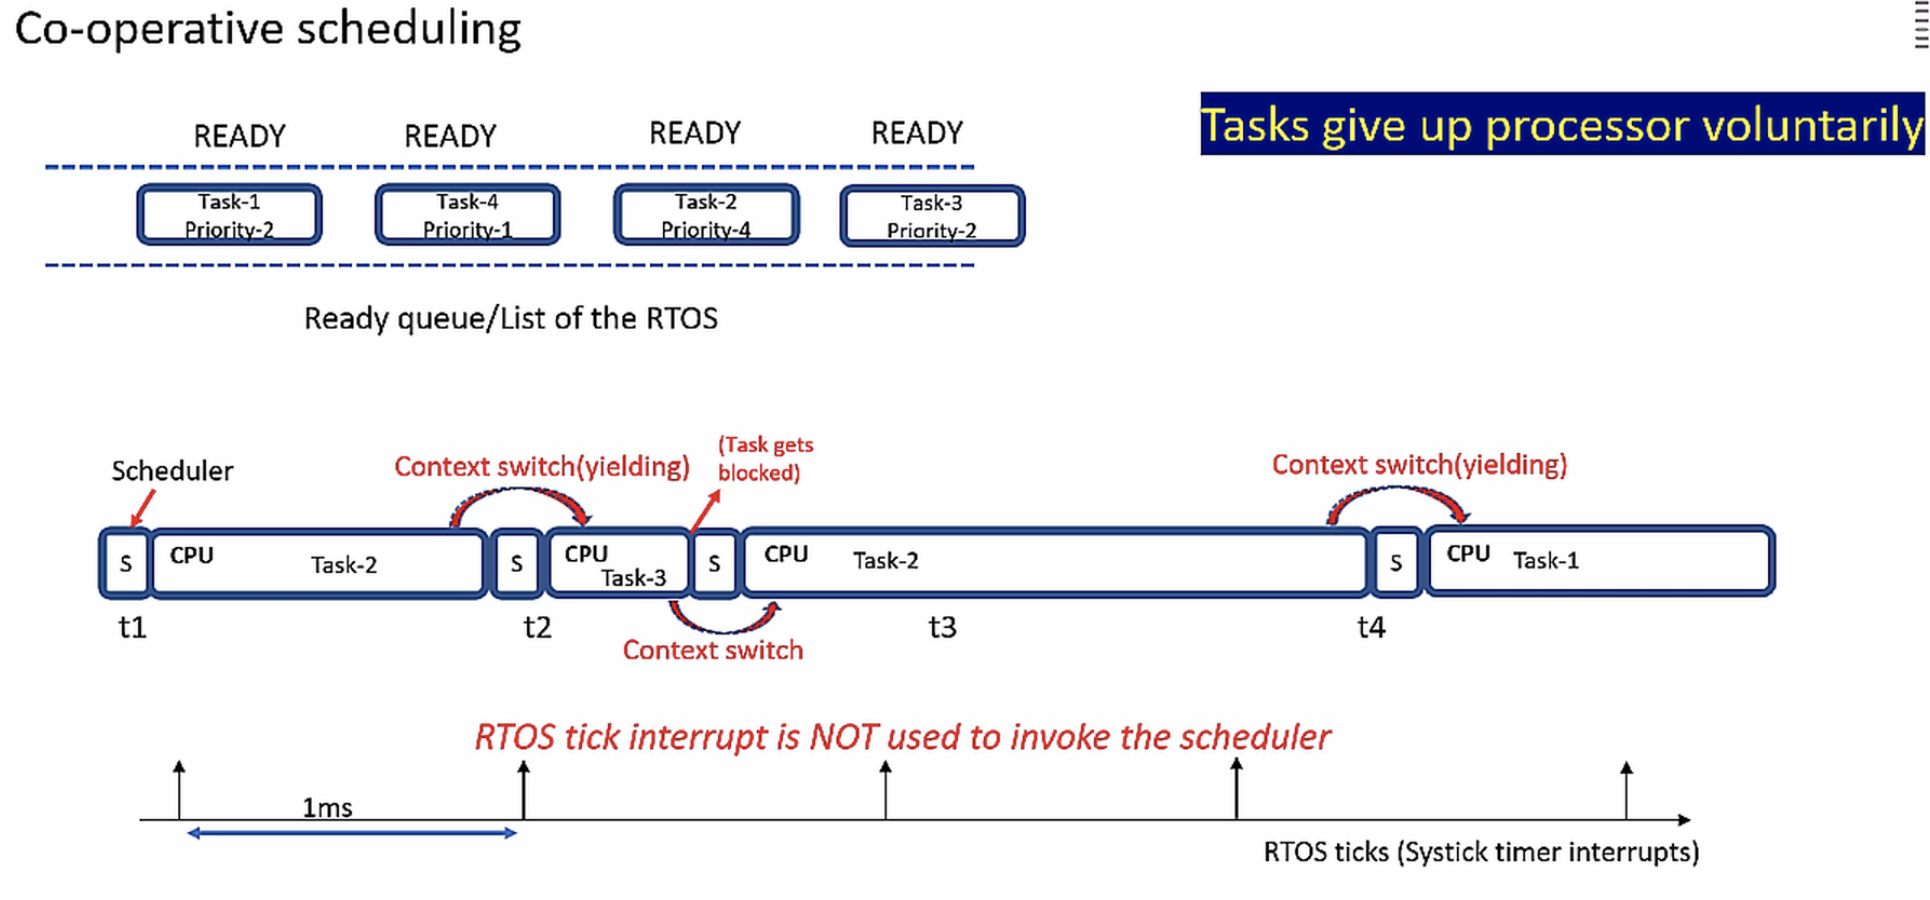 Co-operative scheduling
Tasks give up processor voluntarily
READY
READY
READY
READY
Task-1
Priority-2
Task-4
Priority-1
Task-2
Priority-4
Task-3
Priority-2
Ready queue/List of the RTOS
Scheduler
Context switch(yielding)
(Task gets
blocked)
Context switch(yielding)
S
CPU
Task-2
S
CPU
Task-3
S
CPU
Task-2
S
CPU
Task-1
t1
t2
t3
t4
Context switch
RTOS tick interrupt is NOT used to invoke the scheduler
1ms
RTOS ticks (Systick timer interrupts)